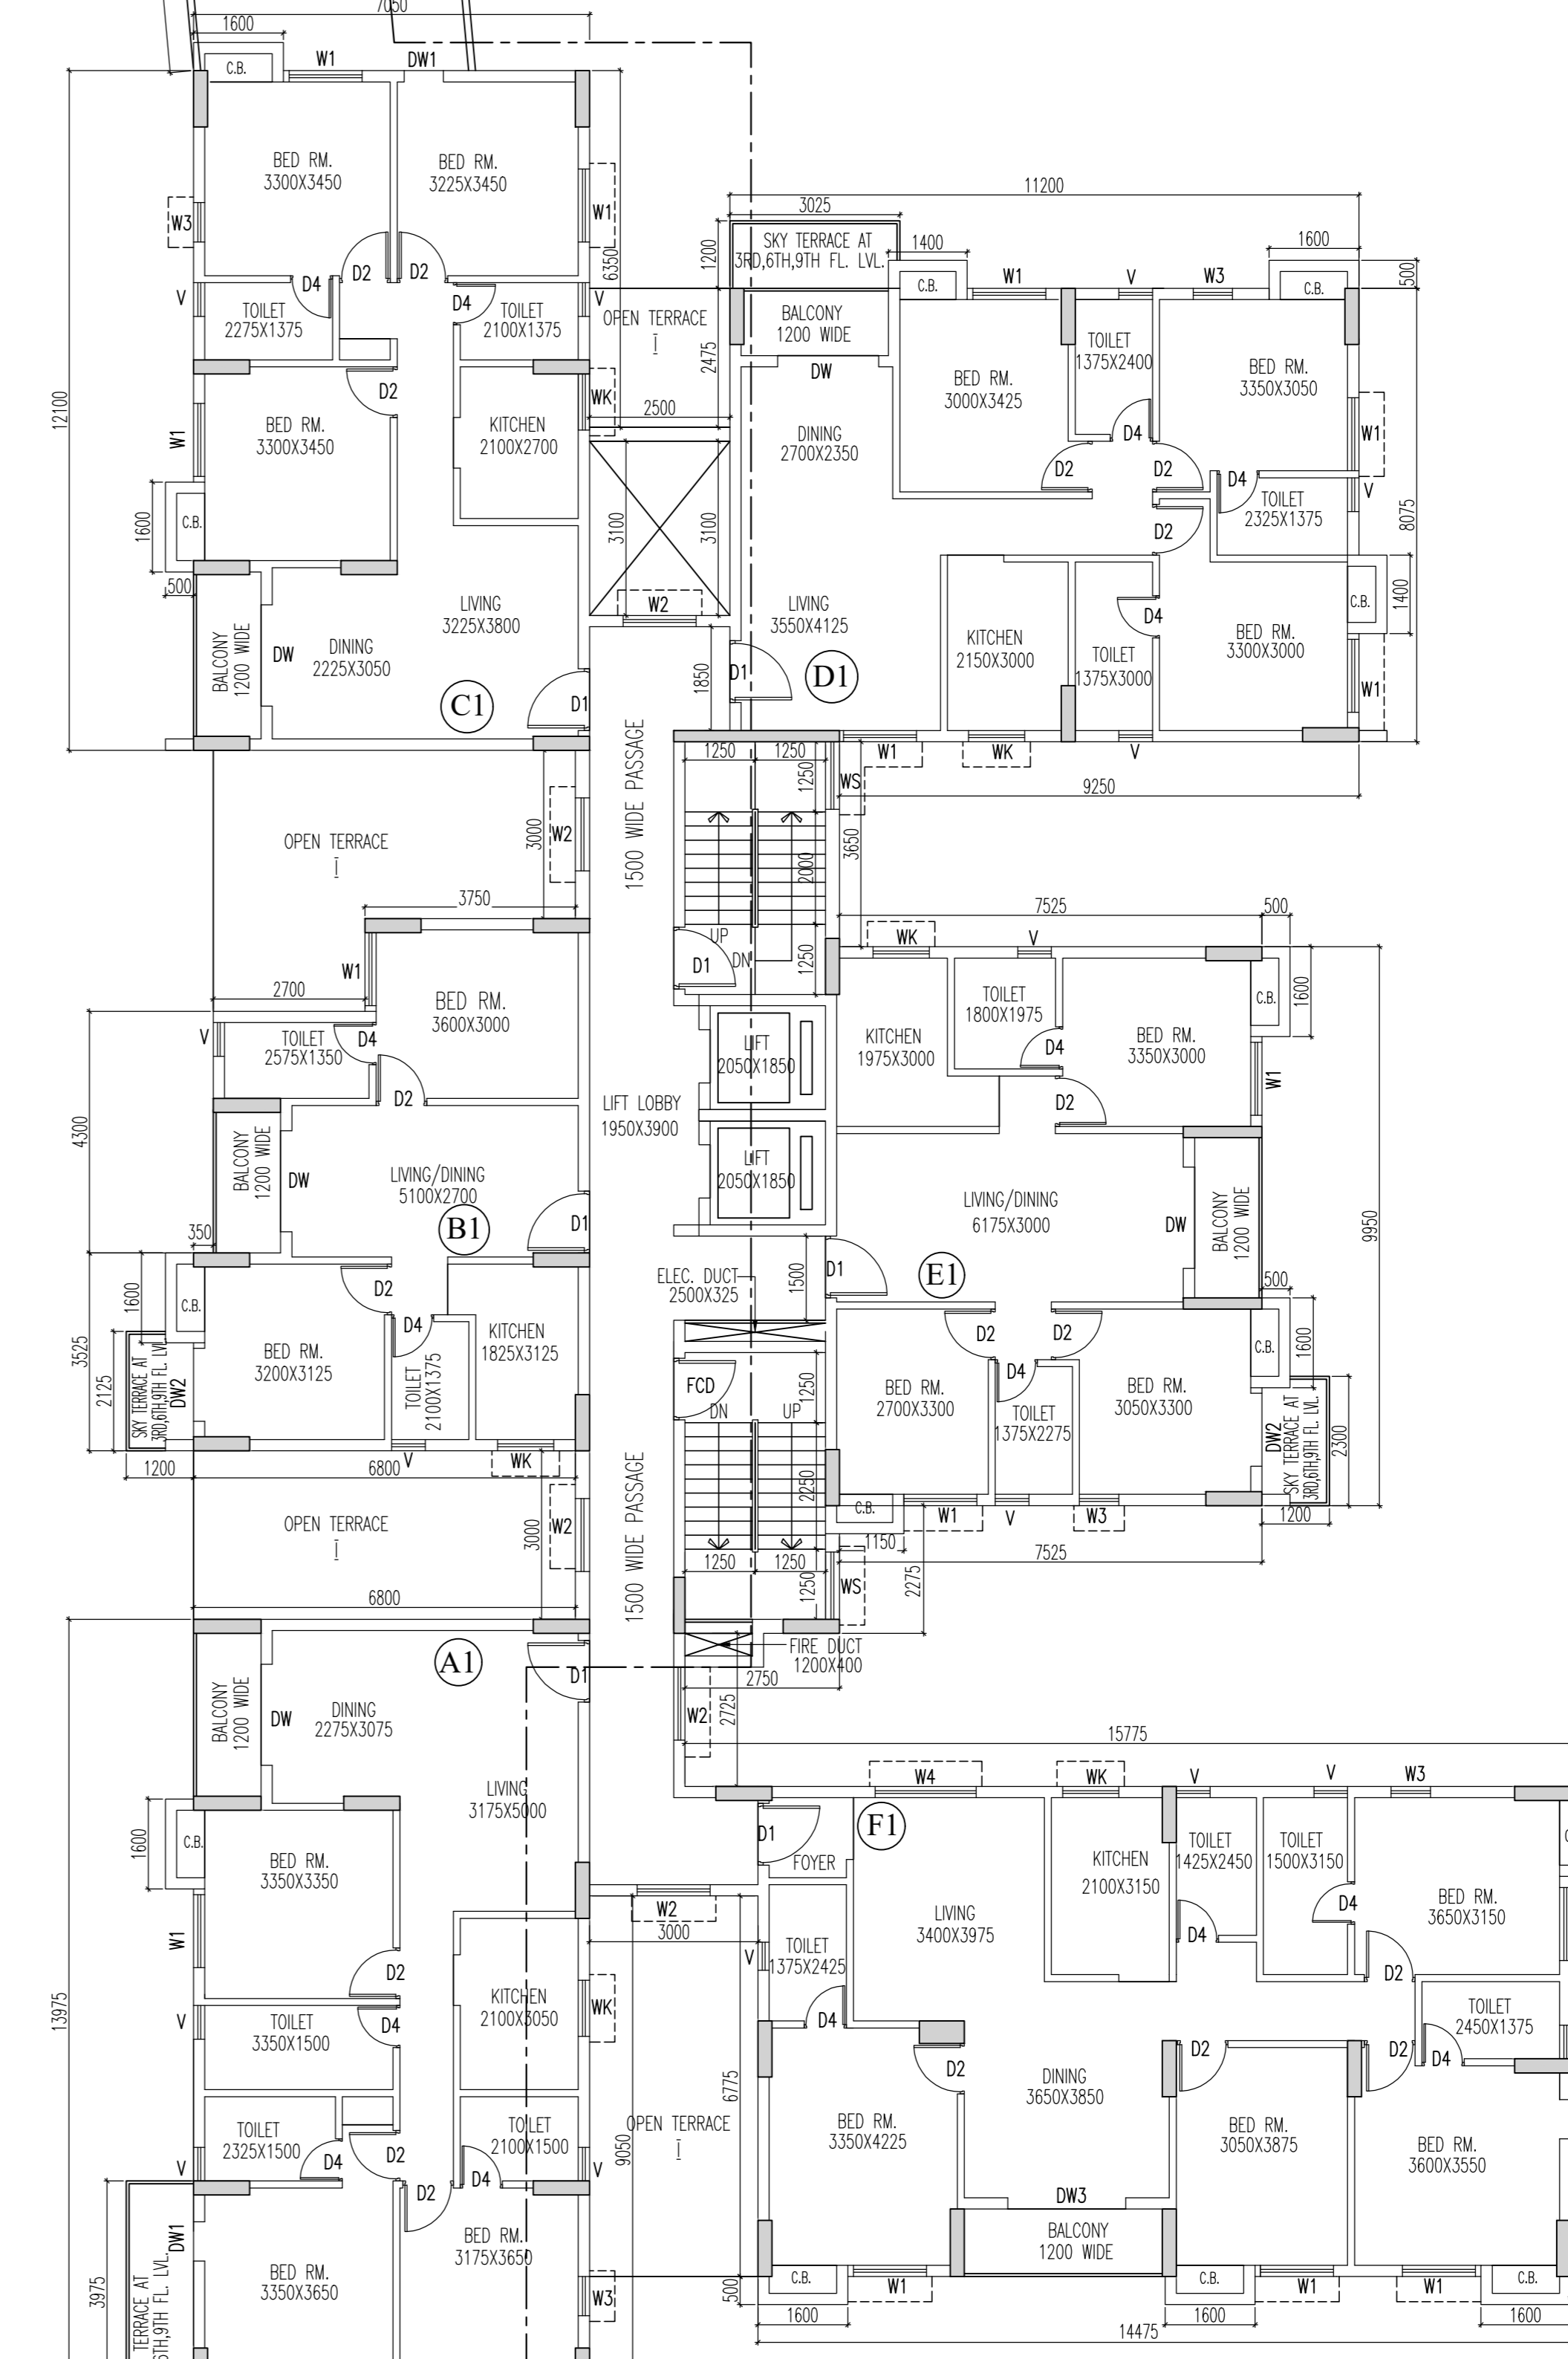 7050
1600
C.B.
W1
DW1
BED RM.
3300X3450
BED RM.
3225X3450
W3
W1
6350
12100
D4
D2
D2
D4
V
TOILET
2275X1375
TOILET
2100X1375
V
OPEN TERRACE
I
2475
2500
WK
D2
BED RM.
3300X3450
KITCHEN
2100X2700
W1
1600
C.B.
500
3100
3100
W2
BALCONY
1200 WIDE
DW
LIVING
3225X3800
DINING
2225X3050
C1
D1
1850
11200
3025
1200
SKY TERRACE AT
3RD,6TH,9TH FL. LVL.
1400
C.B.
W1
V
W3
1600
C.B.
500
BALCONY
1200 WIDE
DW
TOILET
1375X2400
BED RM.
3000X3425
BED RM.
3350X3050
W1
DINING
2700X2350
D4
D2
D2
D4
V
TOILET
2325X1375
8075
D2
LIVING
3550X4125
KITCHEN
2150X3000
TOILET
1375X3000
D4
BED RM.
3300X3000
C.B.
1400
W1
D1
D1
W1
WK
V
9250
1500 WIDE PASSAGE
1250
1250
1250
WS
3650
2000
UP
DN
D1
1250
OPEN TERRACE
I
3000
W2
3750
2700
W1
BED RM.
3600X3000
V
TOILET
2575X1350
D4
D2
4300
BALCONY
1200 WIDE
DW
LIVING/DINING
5100X2700
B1
D1
350
LIFT LOBBY
1950X3900
LIFT
2050X1850
LIFT
2050X1850
ELEC. DUCT
2500X325
1500
D1
7525
500
WK
V
C.B.
1600
KITCHEN
1975X3000
TOILET
1800X1975
D4
BED RM.
3350X3000
W1
D2
LIVING/DINING
6175X3000
DW
BALCONY
1200 WIDE
9950
E1
500
C.B.
1600
D2
D2
D4
BED RM.
2700X3300
TOILET
1375X2275
BED RM.
3050X3300
DW2
SKY TERRACE AT
3RD,6TH,9TH FL. LVL.
2300
1200
C.B.
W1
V
W3
1150
7525
2275
1600
C.B.
3525
2125
SKY TERRACE AT
3RD,6TH,9TH FL. LVL.
DW2
D2
BED RM.
3200X3125
D4
TOILET
2100X1375
KITCHEN
1825X3125
V
WK
1200
6800
FCD
DN
UP
1250
2250
1250
1250
1250
WS
1500 WIDE PASSAGE
OPEN TERRACE
I
3000
W2
6800
FIRE DUCT
1200X400
2750
2725
W2
A1
D1
BALCONY
1200 WIDE
DW
DINING
2275X3075
LIVING
3175X5000
1600
C.B.
BED RM.
3350X3350
W1
D2
13975
V
TOILET
3350X1500
D4
KITCHEN
2100X3050
WK
TOILET
2325X1500
D4
D2
TOILET
2100X1500
D4
V
V
D2
DW1
BED RM.
3350X3650
BED RM.
3175X3650
W3
3975
15775
W4
WK
V
V
W3
D1
F1
FOYER
KITCHEN
2100X3150
TOILET
1425X2450
TOILET
1500X3150
D4
D4
BED RM.
3650X3150
LIVING
3400X3975
W2
3000
V
TOILET
1375X2425
D4
D2
D2
TOILET
2450X1375
D2
D2
D4
OPEN TERRACE
I
6775
9050
BED RM.
3350X4225
DINING
3650X3850
BED RM.
3050X3875
BED RM.
3600X3550
DW3
BALCONY
1200 WIDE
500
C.B.
W1
C.B.
W1
W1
C.B.
1600
1600
1600
14475